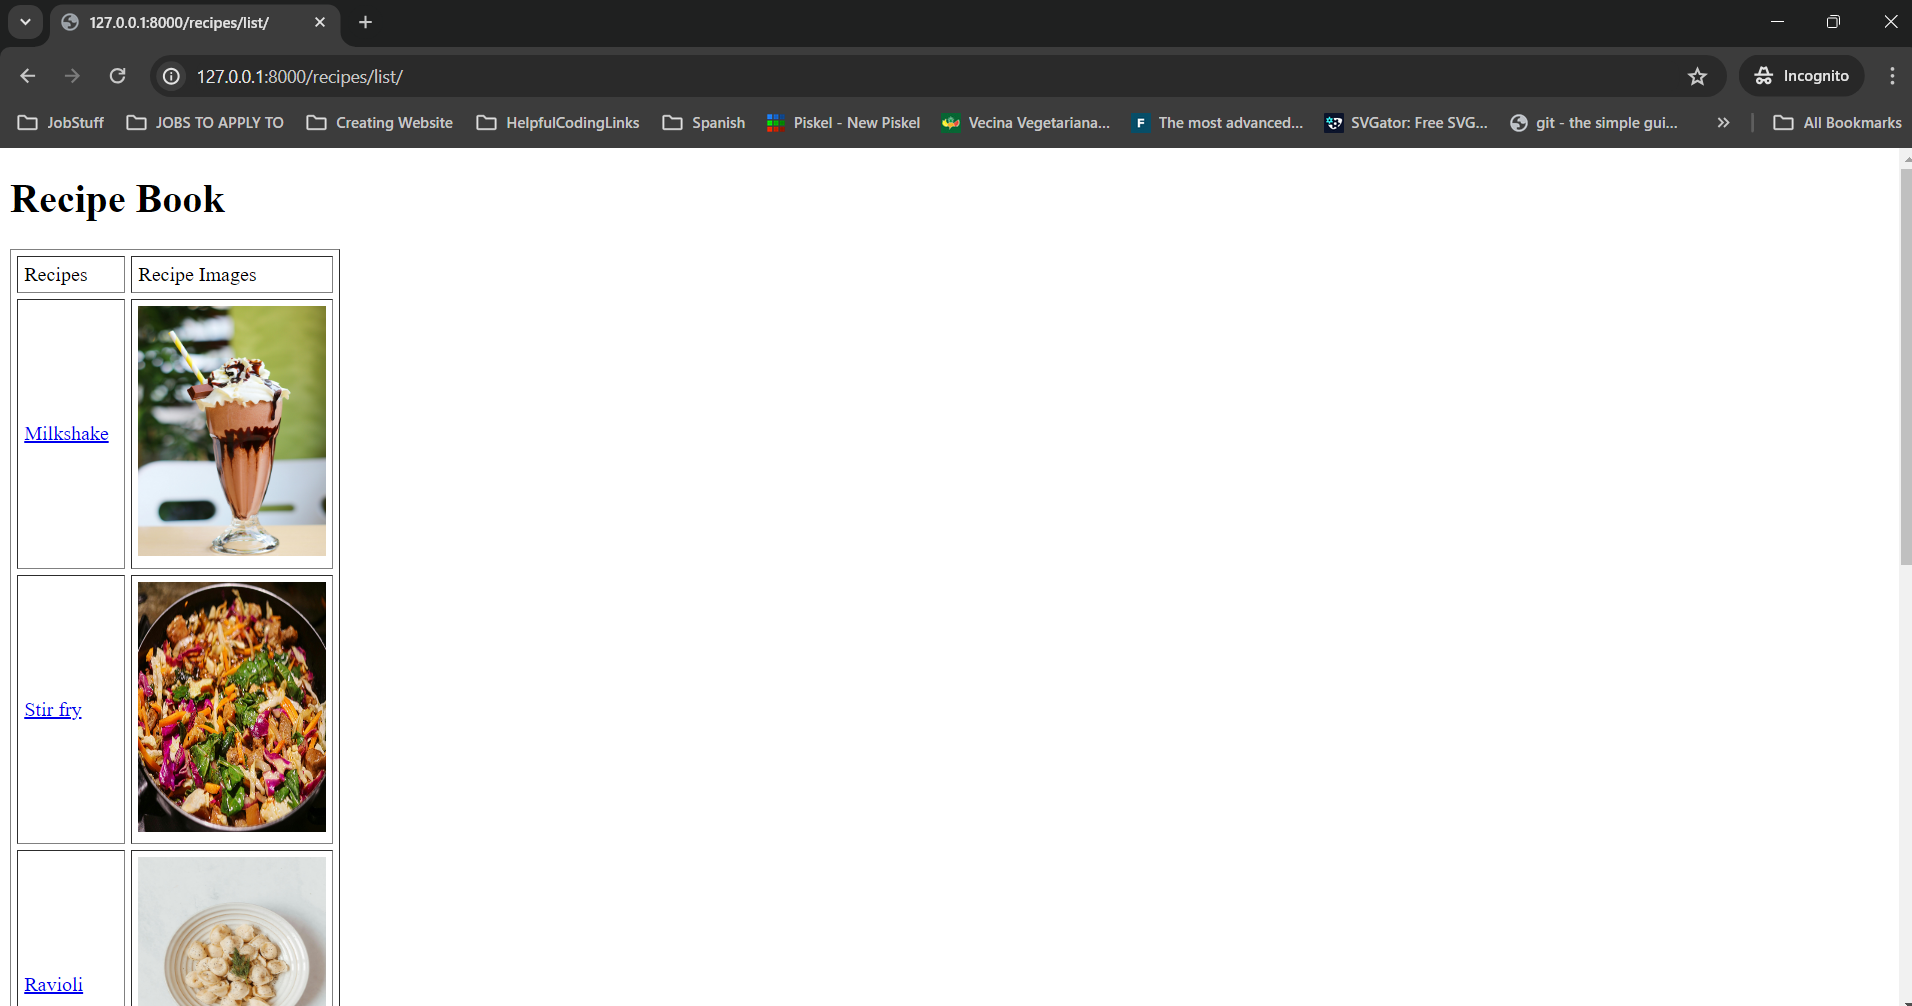 127.0.0.1:8000/recipes/list/
127.0.0.1:8000/recipes/list/
Incognito
JobStuff JOBS TO APPLY TO Creating Website HelpfulCodingLinks Spanish Piskel - New Piskel Vecina Vegetariana... F The most advanced... SVGator: Free SVG... git - the simple gui... All Bookmarks
Recipe Book
Recipes Recipe Images
Milkshake
Stir fry
Ravioli